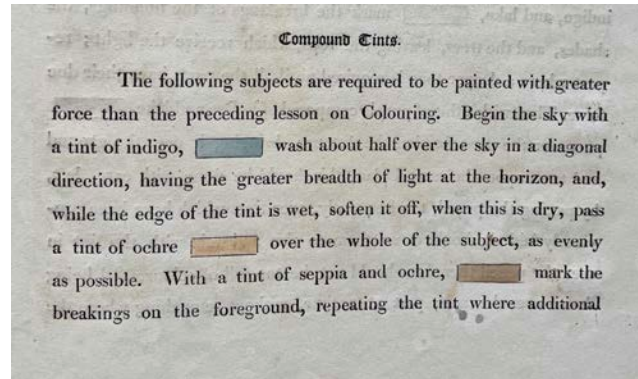 Compound Tints.
The following subjects are required to be painted with greater
force than the preceding lesson on Colouring. Begin the sky with
a tint of indigo, wash about half over the sky in a diagonal
direction, having the greater breadth of light at the horizon, and,
while the edge of the tint is wet, soften it off, when this is dry, pass
a tint of ochre over the whole of the subject, as evenly
as possible. With a tint of seppia and ochre, mark the
breakings on the foreground, repeating the tint where additional